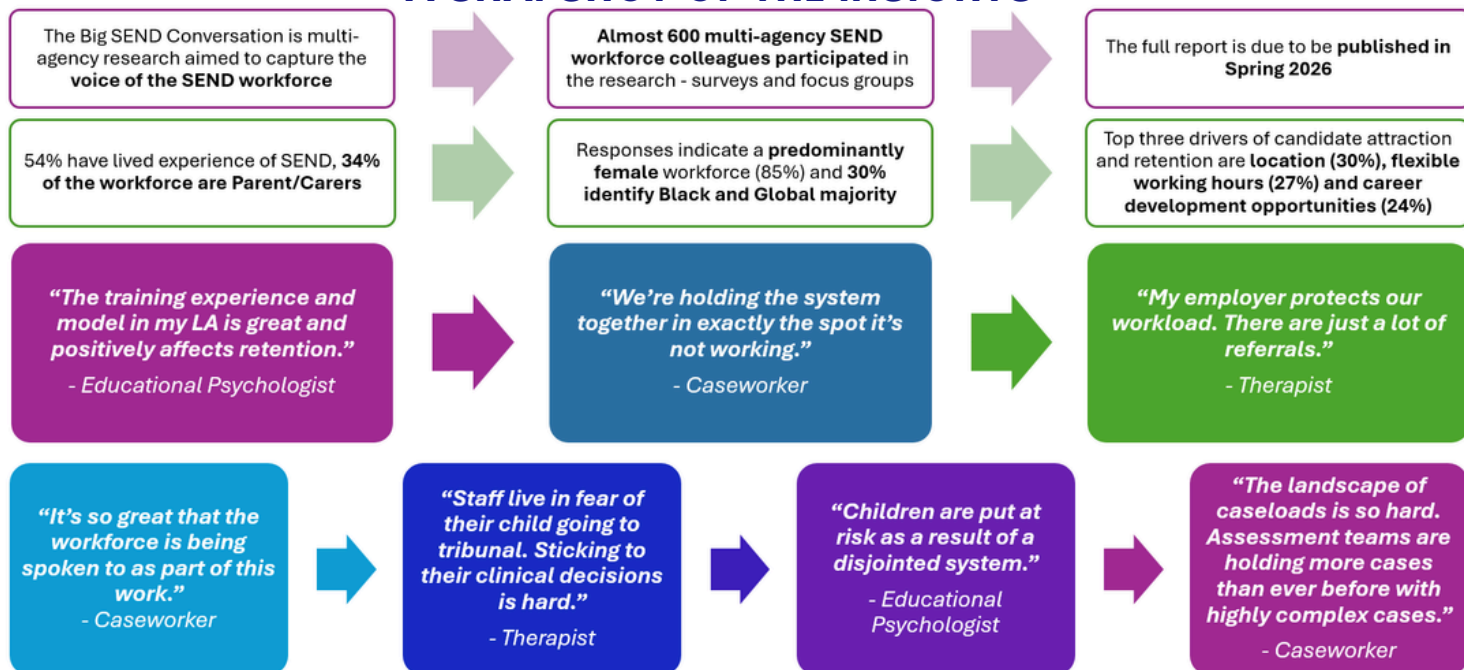 A SNAPSHOT OF THE INSIGHTS
The Big SEND Conversation is multi-
agency research aimed to capture the
voice of the SEND workforce
Almost 600 multi-agency SEND
workforce colleagues participated in
the research - surveys and focus groups
The full report is due to be published in
Spring 2026
54% have lived experience of SEND, 34%
of the workforce are Parent/Carers
Responses indicate a predominantly
female workforce (85%) and 30%
identify Black and Global majority
Top three drivers of candidate attraction
and retention are location (30%), flexible
working hours (27%) and career
development opportunities (24%)
“The training experience and
model in my LA is great and
positively affects retention.”
- Educational Psychologist
“We’re holding the system
together in exactly the spot it’s
not working.”
- Caseworker
“My employer protects our
workload. There are just a lot of
referrals.”
- Therapist
“It’s so great that the
workforce is being
spoken to as part of this
work.”
- Caseworker
“Staff live in fear of
their child going to
tribunal. Sticking to
their clinical decisions
is hard.”
- Therapist
“Children are put at
risk as a result of a
disjointed system.”
- Educational
Psychologist
“The landscape of
caseloads is so hard.
Assessment teams are
holding more cases
than ever before with
highly complex cases.”
- Caseworker